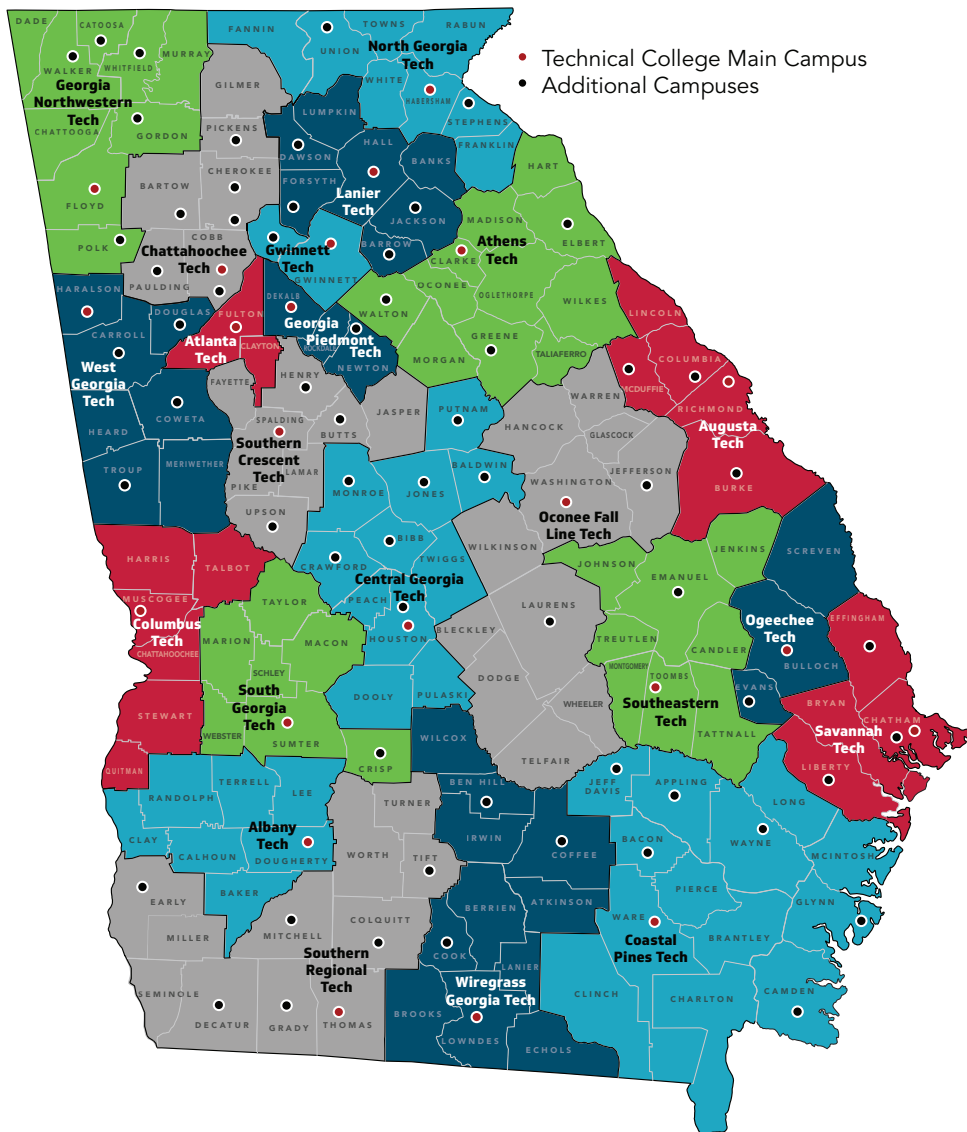 Technical College Main Campus
Additional Campuses
DADE
CATOOSA
WALKER
WHITFIELD
MURRAY
Georgia
Northwestern
Tech
CHATTOOGA
GORDON
FLOYD
POLK
FANNIN
UNION
TOWNS
RABUN
North Georgia
Tech
WHITE
HABERSHAM
STEPHENS
FRANKLIN
GILMER
PICKENS
CHEROKEE
BARTOW
COBB
Chattahoochee
Tech
PAULDING
LUMPKIN
DAWSON
HALL
BANKS
FORSYTH
Lanier
Tech
JACKSON
BARROW
Gwinnett
Tech
GWINNETT
HART
MADISON
ELBERT
Athens
Tech
CLARKE
OCONEE
OGLETHORPE
WILKES
WALTON
MORGAN
GREENE
TALIAFERRO
HARALSON
DOUGLAS
CARROLL
West
Georgia
Tech
COWETA
HEARD
TROUP
MERIWETHER
FULTON
Atlanta
Tech
CLAYTON
DEKALB
Georgia
Piedmont
Tech
ROCKDALE
NEWTON
LINCOLN
COLUMBIA
MCDUFFIE
RICHMOND
Augusta
Tech
BURKE
FAYETTE
HENRY
SPALDING
BUTTS
JASPER
Southern
Crescent
Tech
LAMAR
PIKE
UPSON
PUTNAM
BALDWIN
MONROE
JONES
BIBB
TWIGGS
CRAWFORD
Central Georgia
Tech
PEACH
HOUSTON
DOOLY
PULASKI
WARREN
HANCOCK
GLASCOCK
JEFFERSON
WASHINGTON
Oconee Fall
Line Tech
WILKINSON
LAURENS
BLECKLEY
DODGE
WHEELER
TELFAIR
HARRIS
TALBOT
MUSCOGEE
Columbus
Tech
CHATTAHOOCHEE
STEWART
QUITMAN
TAYLOR
MARION
MACON
SCHLEY
South
Georgia
Tech
WEBSTER
SUMTER
CRISP
JENKINS
JOHNSON
EMANUEL
TREUTLEN
CANDLER
MONTGOMERY
TOOMBS
Southeastern
Tech
TATTNALL
SCREVEN
Ogeechee
Tech
BULLOCH
EVANS
EFFINGHAM
BRYAN
CHATHAM
Savannah
Tech
LIBERTY
RANDOLPH
TERRELL
LEE
CLAY
CALHOUN
Albany
Tech
DOUGHERTY
BAKER
TURNER
WORTH
TIFT
EARLY
MILLER
MITCHELL
COLQUITT
Southern
Regional
Tech
SEMINOLE
DECATUR
GRADY
THOMAS
WILCOX
BEN HILL
IRWIN
COFFEE
BERRIEN
ATKINSON
COOK
LANIER
Wiregrass
Georgia Tech
BROOKS
LOWNDES
ECHOLS
JEFF
DAVIS
APPLING
LONG
BACON
WAYNE
MCINTOSH
PIERCE
GLYNN
WARE
Coastal
Pines Tech
BRANTLEY
CLINCH
CHARLTON
CAMDEN